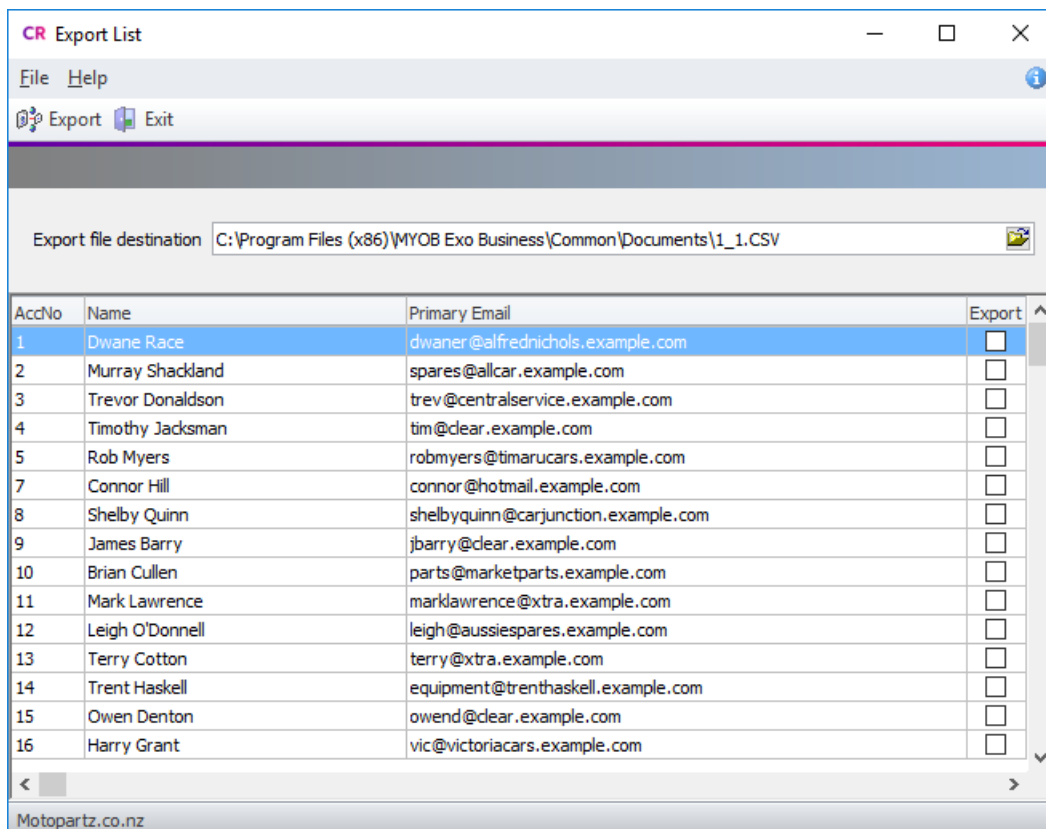 CR Export List
File Help
Export Exit
Export file destination C:\Program Files (x86)\MYOB Exo Business\Common\Documents\1_1.CSV
AccNo Name Primary Email Export
1 Dwane Race dwaner@alfrednichols.example.com
2 Murray Shackland spares@allcar.example.com
3 Trevor Donaldson trev@centralservice.example.com
4 Timothy Jacksman tim@clear.example.com
5 Rob Myers robmyers@timarucars.example.com
7 Connor Hill connor@hotmail.example.com
8 Shelby Quinn shelbyquinn@carjunction.example.com
9 James Barry jbarry@clear.example.com
10 Brian Cullen parts@marketparts.example.com
11 Mark Lawrence marklawrence@xtra.example.com
12 Leigh O'Donnell leigh@aussiespares.example.com
13 Terry Cotton terry@xtra.example.com
14 Trent Haskell equipment@trenthaskell.example.com
15 Owen Denton owend@clear.example.com
16 Harry Grant vic@victoriacars.example.com
Motopartz.co.nz